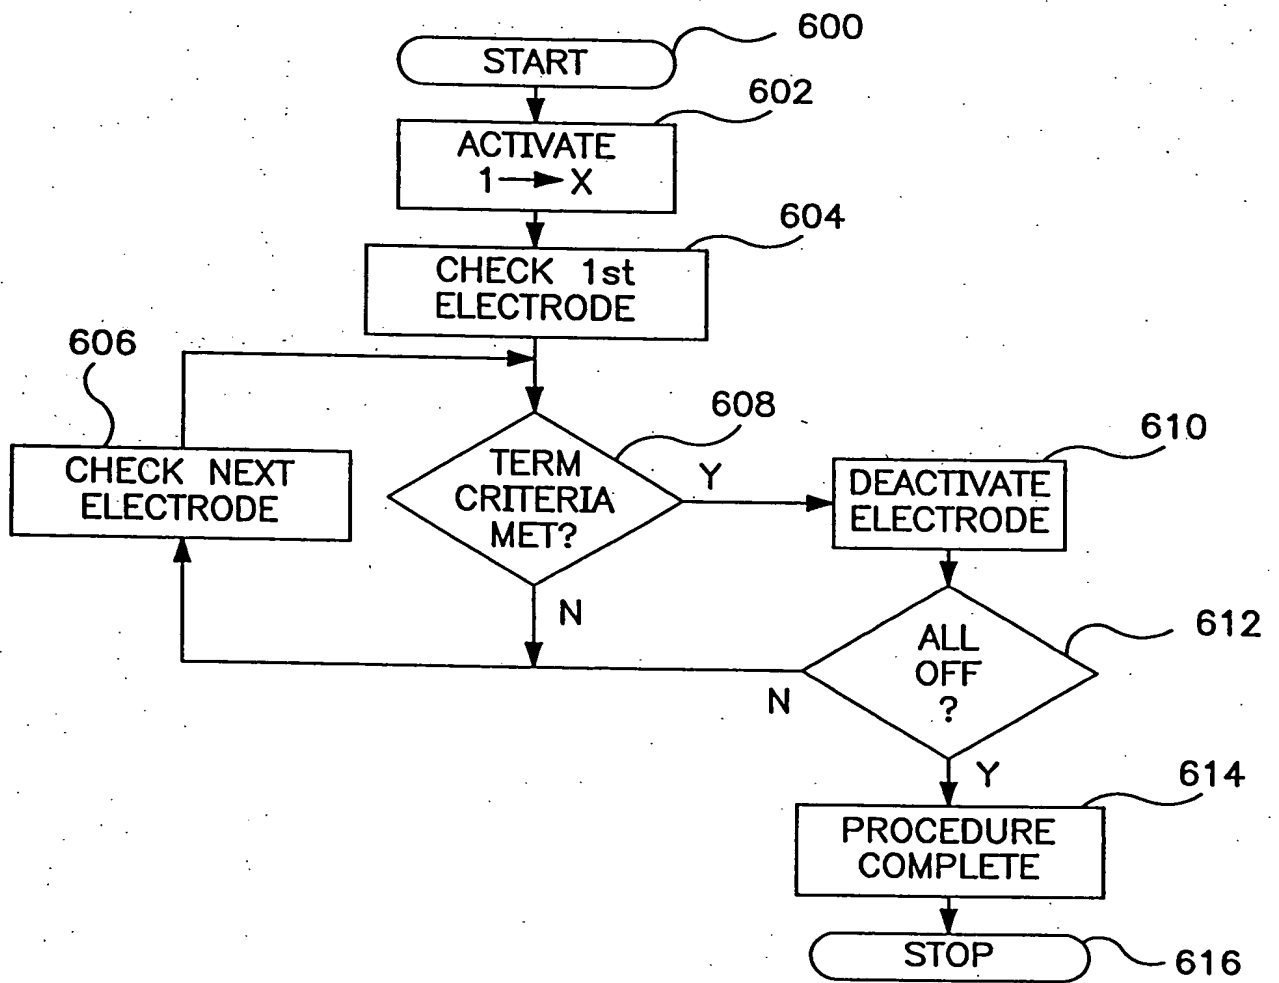 600
START
602
ACTIVATE
1 → X
604
CHECK 1st
ELECTRODE
606
CHECK NEXT
ELECTRODE
608
TERM
CRITERIA
MET?
Y
N
610
DEACTIVATE
ELECTRODE
612
ALL
OFF
?
N
Y
614
PROCEDURE
COMPLETE
STOP
616